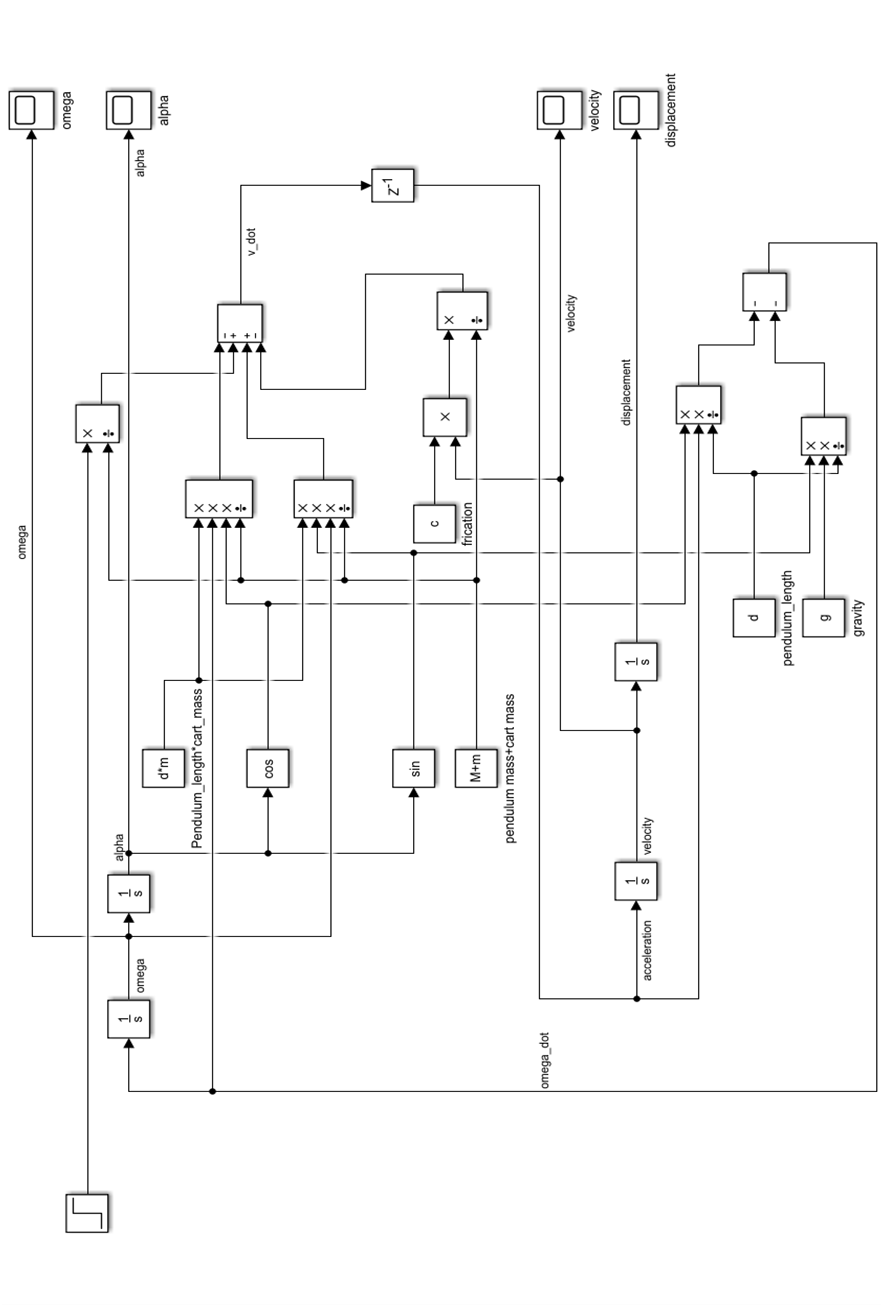 omega
omega
×
÷
alpha
1
s
1
s
omega
alpha
alpha
d*m
Pendulum_length*cart_mass
×
×
×
÷
−
+
+
−
v_dot
cos
×
×
×
÷
Z-1
sin
c
frication
×
×
÷
M+m
pendulum mass+cart mass
omega_dot
velocity
velocity
displacement
1
s
1
s
acceleration
velocity
displacement
×
×
÷
d
pendulum_length
−
−
g
gravity
×
×
÷